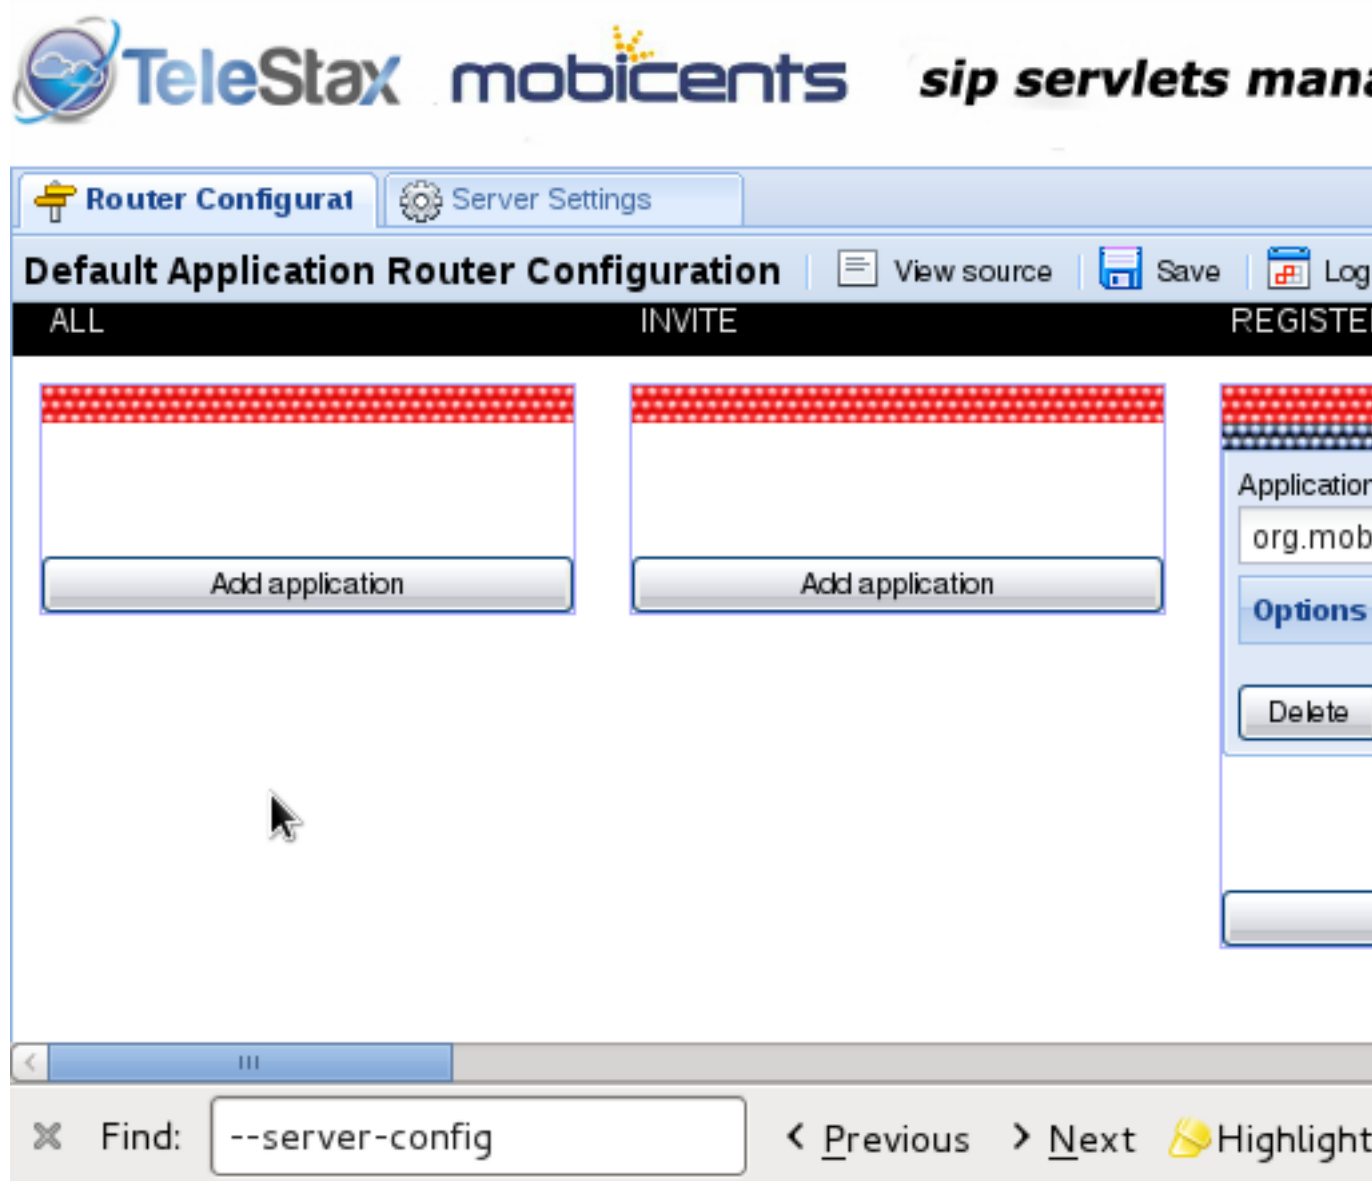 TeleStax mobicents sip servlets mana
Router Configurat Server Settings
Default Application Router Configuration View source Save Log
ALL INVITE REGISTE
Application
org.mob
Add application Add application
Options
Delete
Find: --server-config Previous Next Highlight